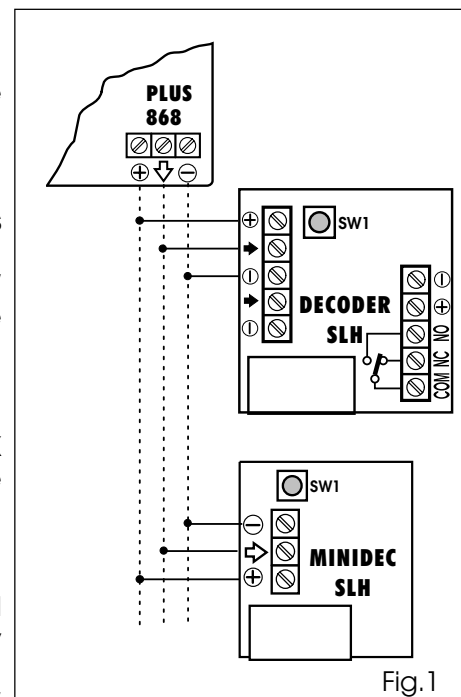 PLUS
868
+ −
+ SW1
−
DECODER
−
SLH
− + NO NC COM
SW1
−
MINIDEC
+
SLH
Fig.1